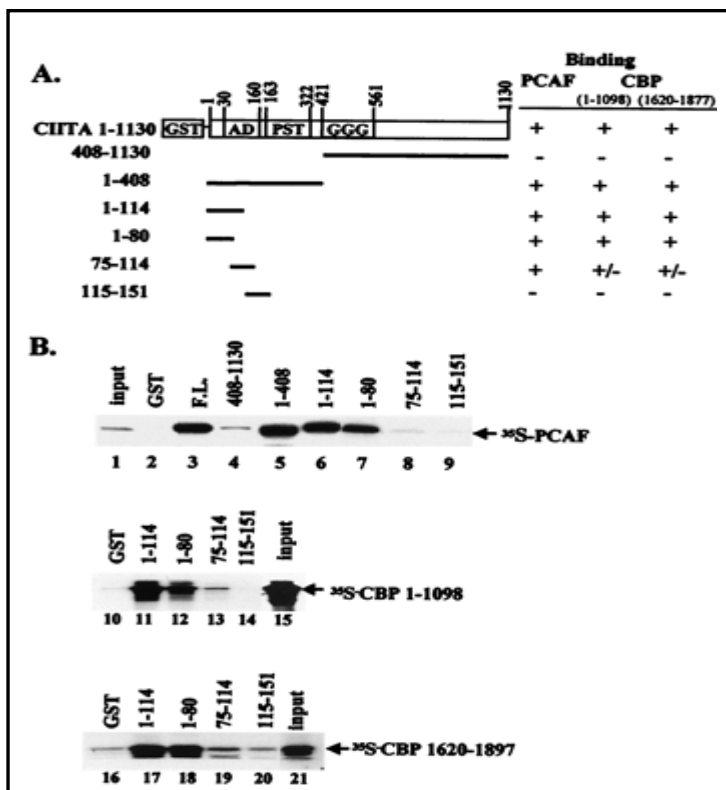 A.
Binding
PCAF CBP
(1-1098) (1620-1877)
1 30 160 163 322 421 561 1130
CIITA 1-1130 GST AD PST GGG + + +
408-1130 - - -
1-408 + + +
1-114 + + +
1-80 + + +
75-114 + +/- +/-
115-151 - - -
B.
input GST F.L. 408-1130 1-408 1-114 1-80 75-114 115-151
³⁵S-PCAF
1 2 3 4 5 6 7 8 9
GST 1-114 1-80 75-114 115-151 input
³⁵S-CBP 1-1098
10 11 12 13 14 15
GST 1-114 1-80 75-114 115-151 input
³⁵S-CBP 1620-1897
16 17 18 19 20 21